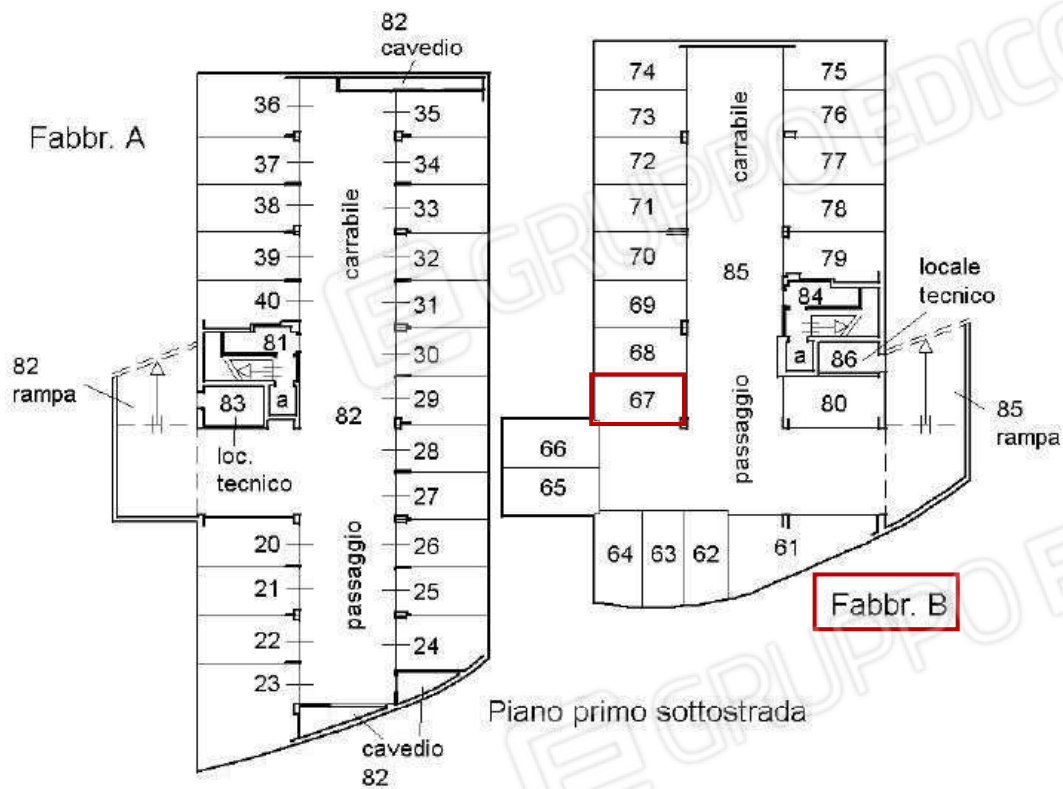 82
cavedio
Fabbr. A
36
35
37
34
38
33
39
32
40
31
81
30
82
rampa
83
a
82
29
loc.
tecnico
28
27
20
26
21
25
22
24
23
carrabile
passaggio
cavedio
82
74
75
73
76
72
77
71
78
70
85
79
locale
tecnico
69
84
68
a
86
67
80
85
rampa
66
65
carrabile
passaggio
64
63
62
61
Fabbr. B
Piano primo sottostrada
GRUPPO EDICO
GRUPPO E